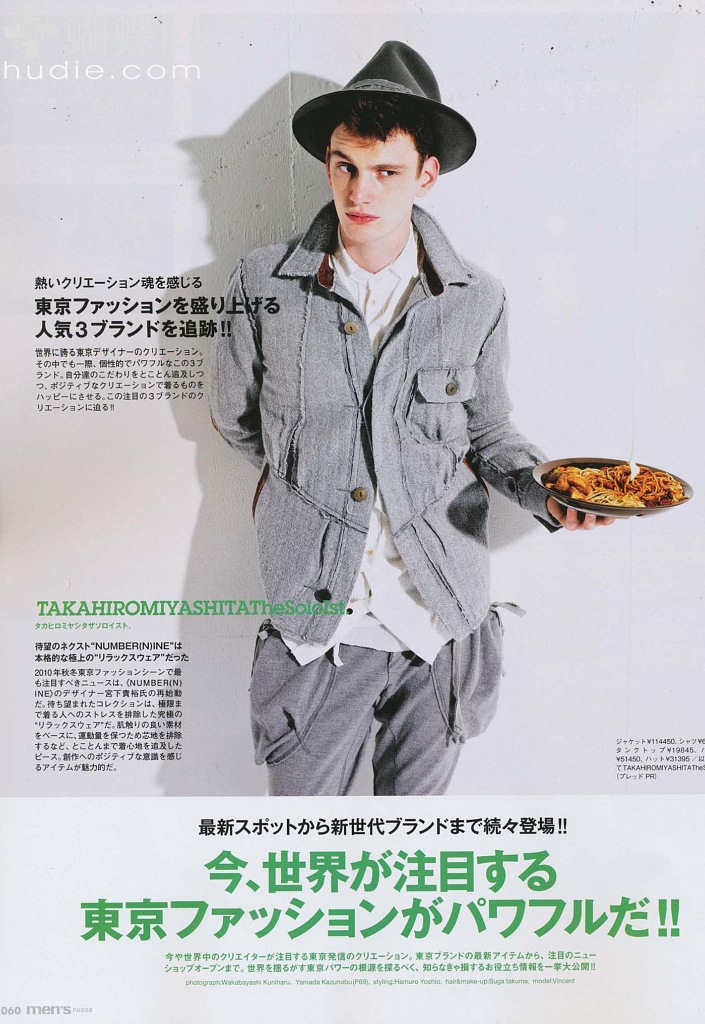 hudie.com
熱いクリエーション魂を感じる
東京ファッションを盛り上げる
人気3ブランドを追跡!!
世界に誇る東京デザイナーのクリエーション。
その中でも一際、個性的でパワフルなこの3ブ
ランド。自分達のこだわりをとことん追及しつ
つ、ポジティブなクリエーションで着るものを
ハッピーにさせる。この注目の3ブランドのク
リエーションに迫る!!
TAKAHIROMIYASHITATheSoloist.
タカヒロミヤシタザソロイスト.
待望のネクスト"NUMBER(N)INE"は
本格的な極上の"リラックスウェア"だった
2010年秋冬東京ファッションシーンで最
も注目すべきニュースは、〈NUMBER(N)
INE〉のデザイナー宮下貴裕氏の再始動
だ。待ち望まれたコレクションは、極限ま
で着る人へのストレスを排除した究極の
"リラックスウェア"だ。肌触りの良い素材
をベースに、運動量を保つため芯地を排除
するなど、とことんまで着心地を追及した
ピース。創作へのポジティブな意識を感じ
るアイテムが魅力的だ。
ジャケット¥114450、シャツ¥6
タンクトップ¥19845、パ
¥51450、ハット¥31395/以
てTAKAHIROMIYASHITATheS
(ブレッド PR)
最新スポットから新世代ブランドまで続々登場!!
今、世界が注目する
東京ファッションがパワフルだ!!
今や世界中のクリエイターが注目する東京発信のクリエーション。東京ブランドの最新アイテムから、注目のニュー
ショップオープンまで。世界を揺るがす東京パワーの根源を探るべく、知らなきゃ損するお役立ち情報を一挙大公開!!
photograph:Wakabayashi Kuniharu, Yamada Kazunobu(P69), styling:Hamuro Yoshio, hair&make-up:Suga takuma, model:Vincent
060 men's FUDGE